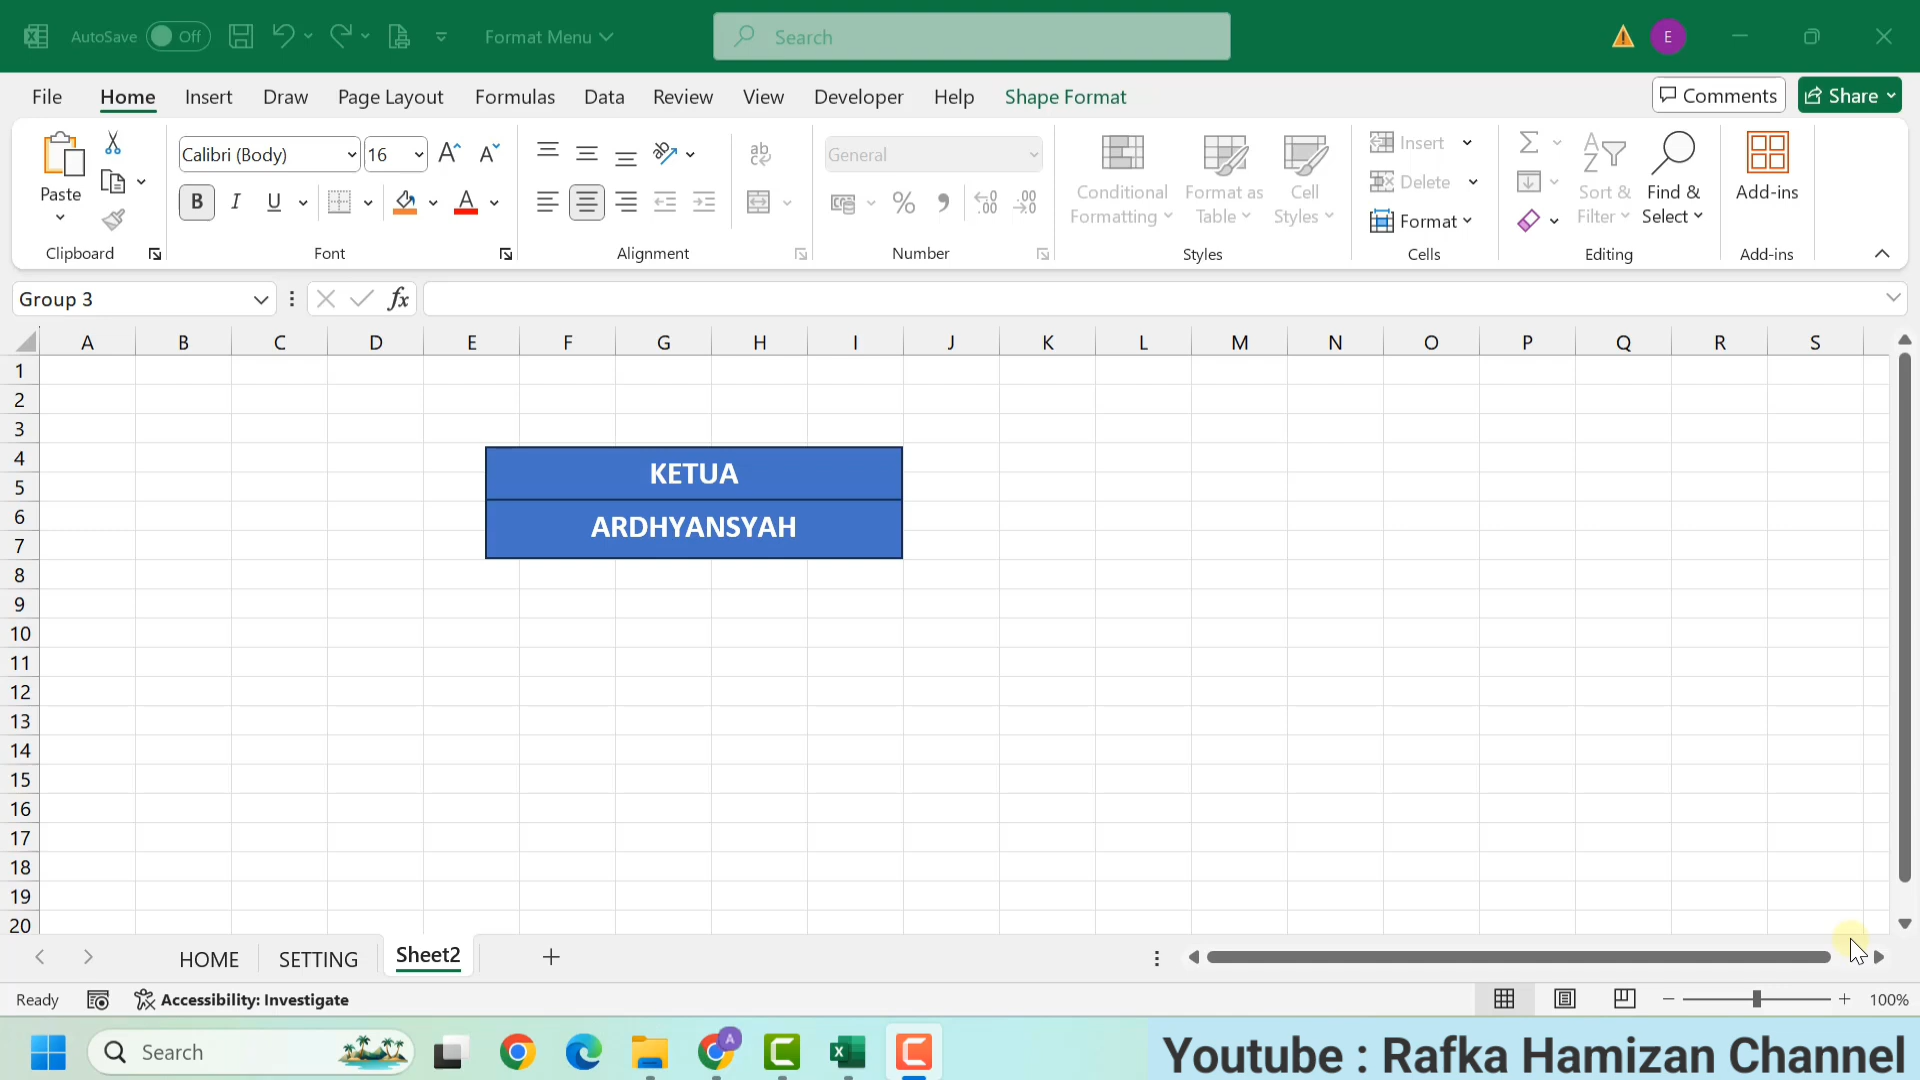 AutoSave Off Format Menu Search E
File Home Insert Draw Page Layout Formulas Data Review View Developer Help Shape Format Comments Share
Paste Calibri (Body) 16 General Conditional Formatting Format as Table Cell Styles Insert Delete Format Sort & Filter Find & Select Add-ins
Clipboard Font Alignment Number Styles Cells Editing Add-ins
Group 3 fx
A B C D E F G H I J K L M N O P Q R S
1
2
3
4
KETUA
5
6
ARDHYANSYAH
7
8
9
10
11
12
13
14
15
16
17
18
19
20
HOME SETTING Sheet2
Ready Accessibility: Investigate 100%
Search A Youtube : Rafka Hamizan Channel